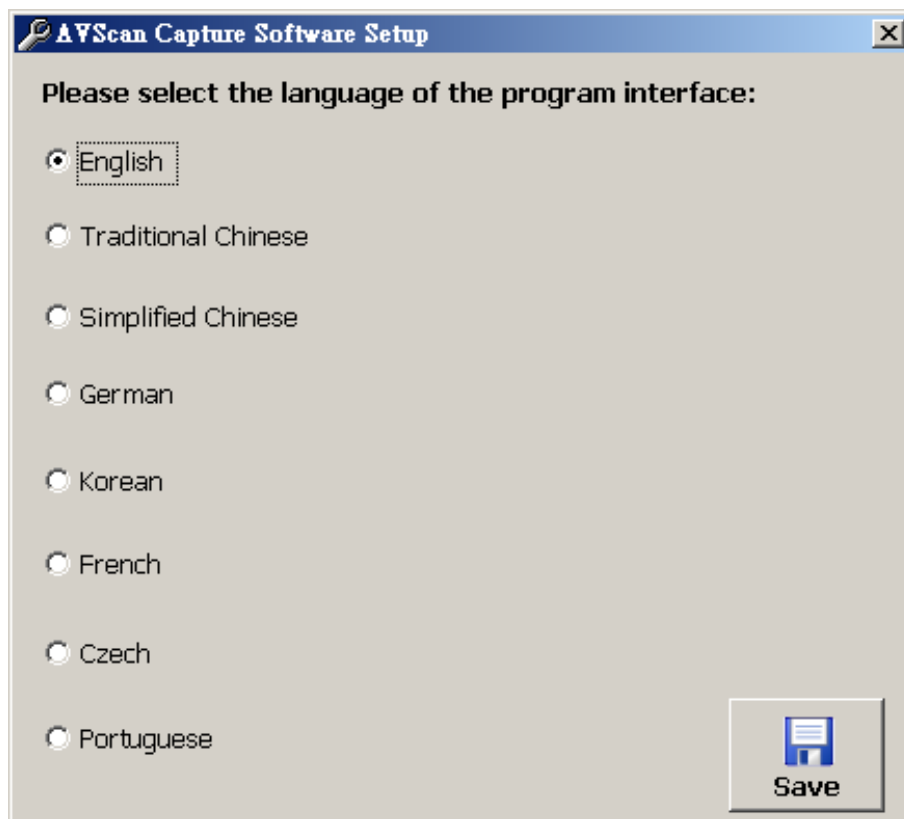 AVScan Capture Software Setup
Please select the language of the program interface:
English
Traditional Chinese
Simplified Chinese
German
Korean
French
Czech
Portuguese
Save